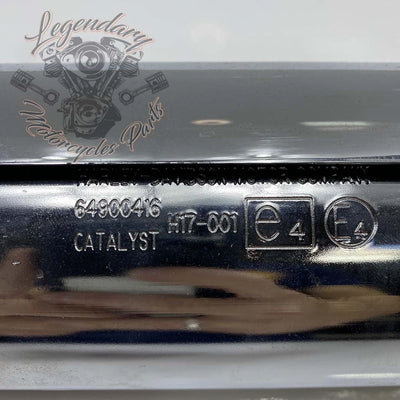 Legendary
Motorcycles Parts
HARLEY-DAVIDSON MOTOR COMPANY
64900416 H17-001 e4 E4
CATALYST